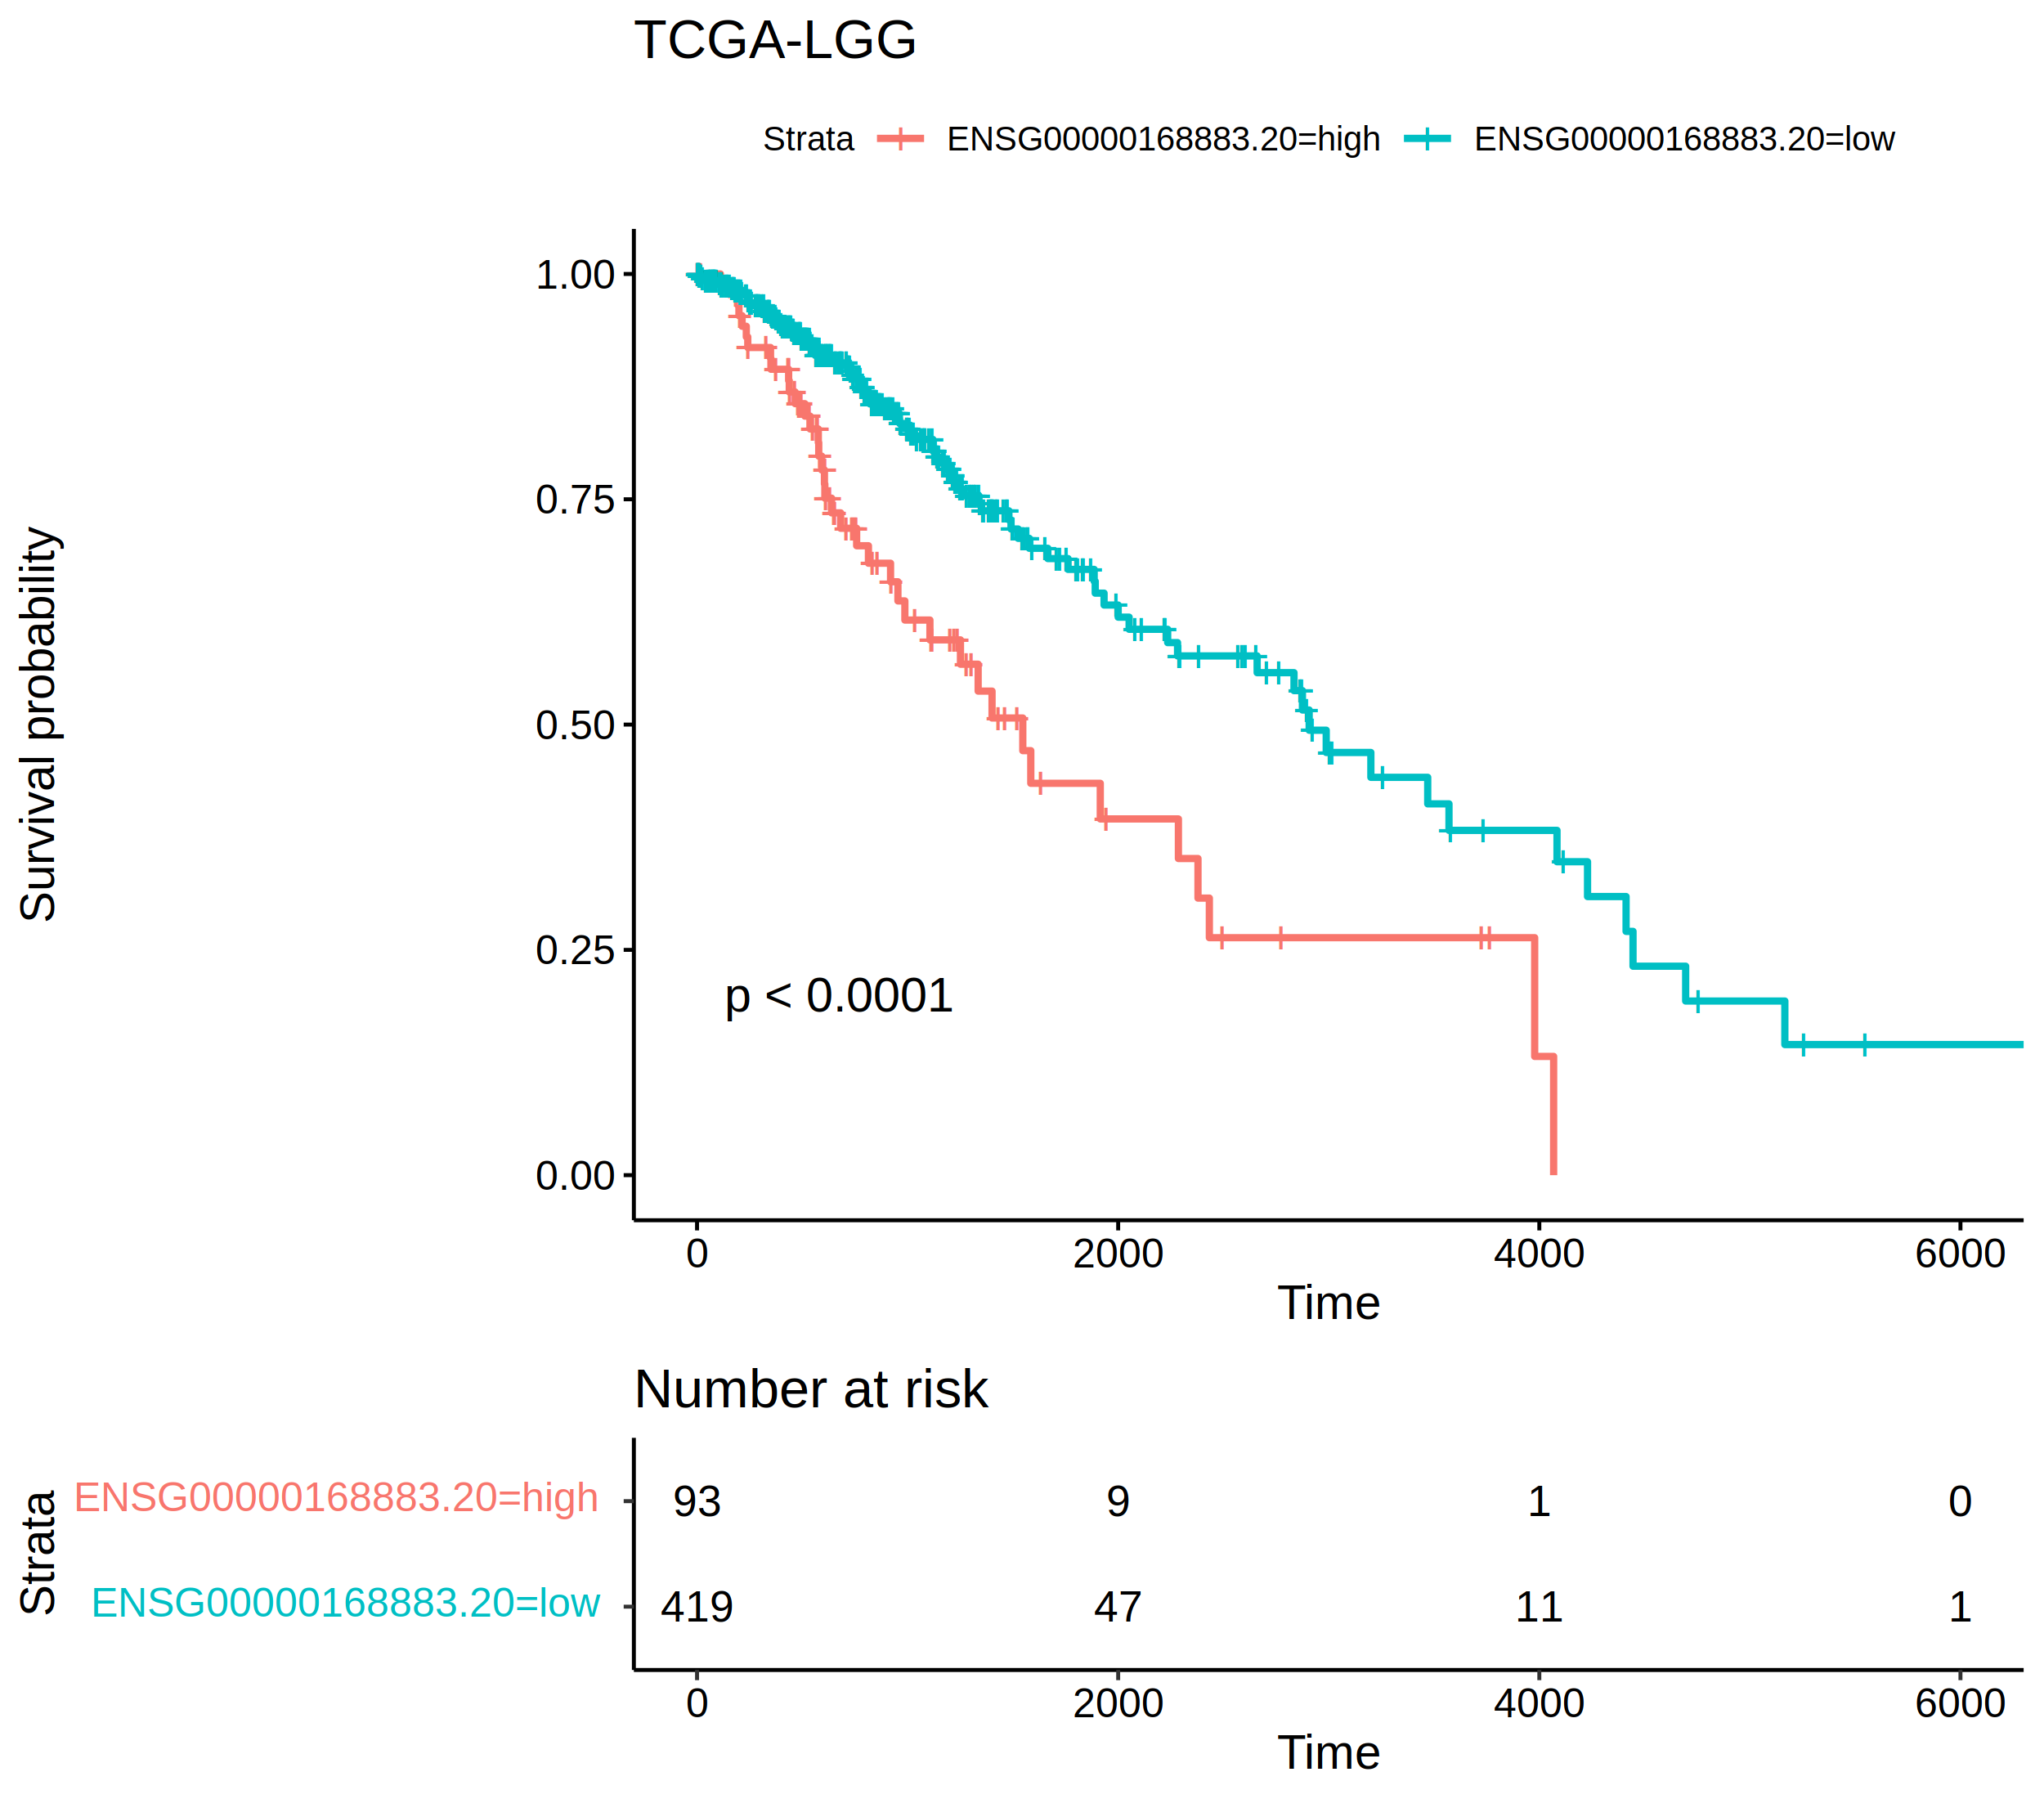 TCGA-LGG
Strata ENSG00000168883.20=high ENSG00000168883.20=low
Survival probability
1.00
0.75
0.50
0.25
0.00
p < 0.0001
0 2000 4000 6000
Time
Number at risk
Strata
ENSG00000168883.20=high 93 9 1 0
ENSG00000168883.20=low 419 47 11 1
0 2000 4000 6000
Time